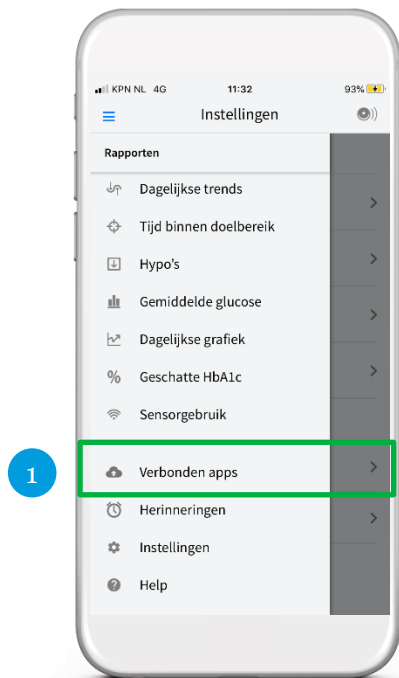 KPN NL 4G 11:32 93%
Instellingen
Rapporten
Dagelijkse trends
Tijd binnen doelbereik
Hypo's
Gemiddelde glucose
Dagelijkse grafiek
% Geschatte HbA1c
Sensorgebruik
1 Verbonden apps
Herinneringen
Instellingen
? Help